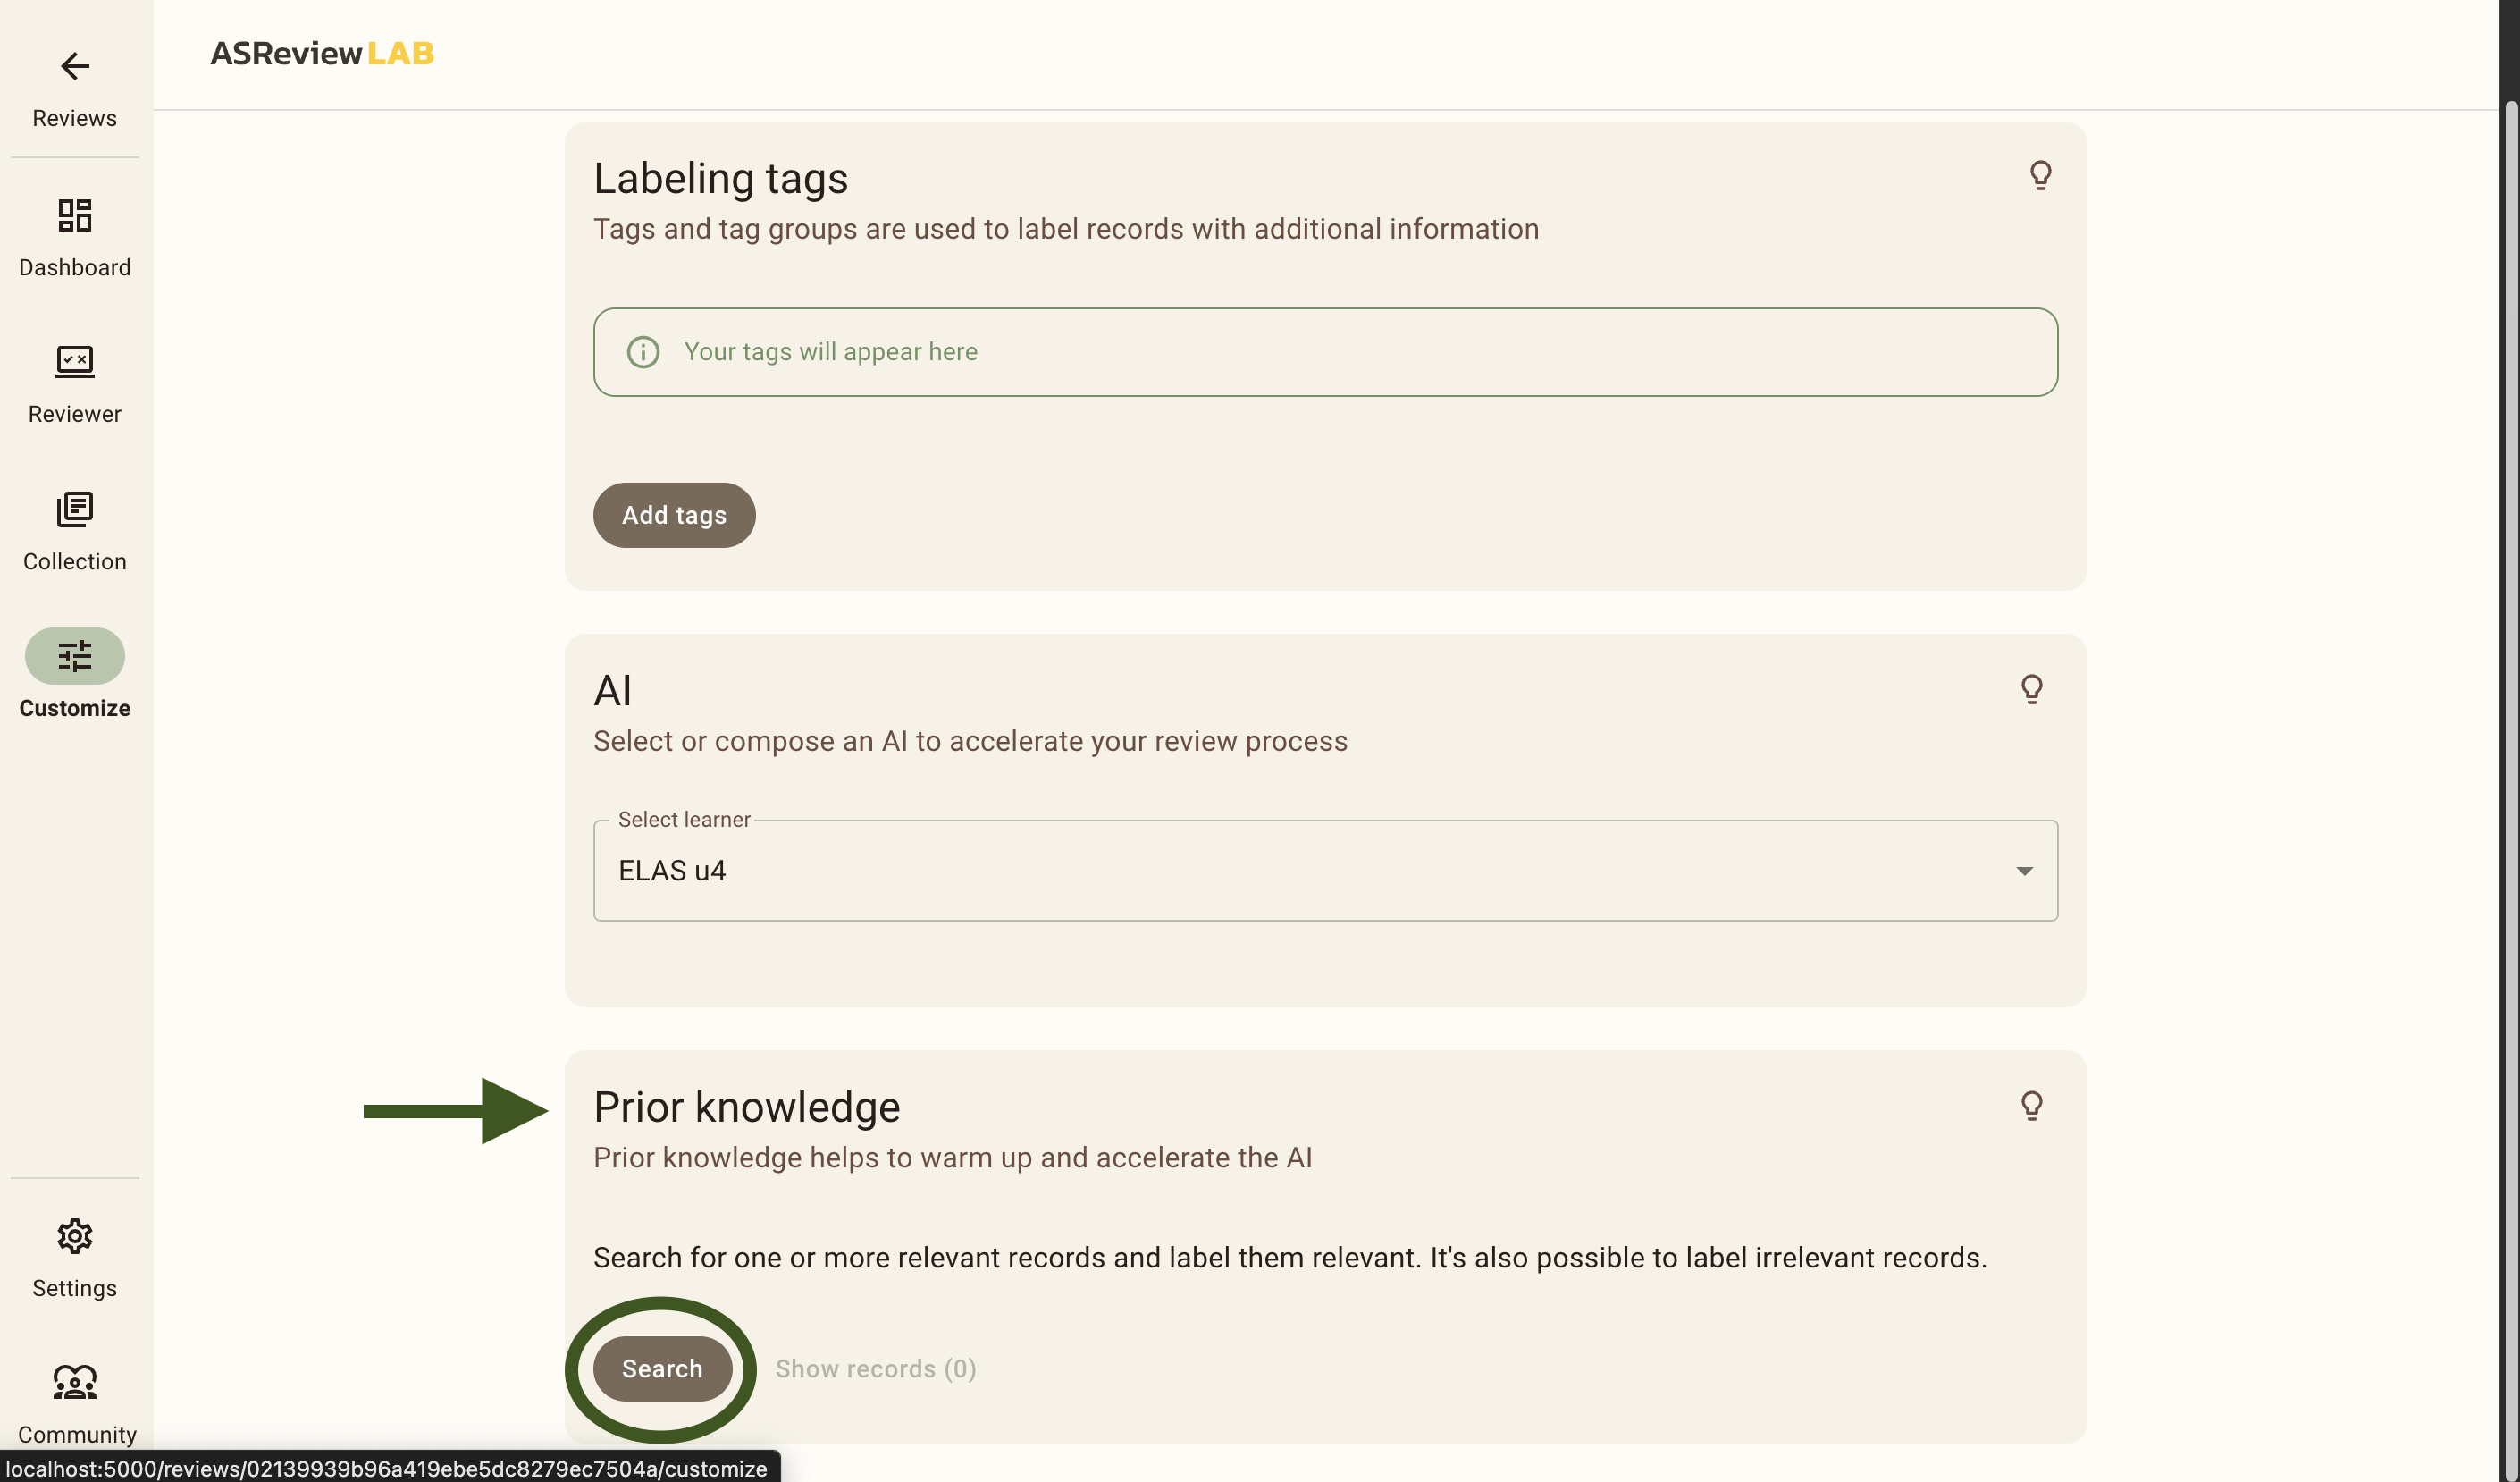 Reviews
Dashboard
Reviewer
Collection
Customize
Settings
Community
ASReview LAB
Labeling tags
Tags and tag groups are used to label records with additional information
Your tags will appear here
Add tags
AI
Select or compose an AI to accelerate your review process
Select learner
ELAS u4
Prior knowledge
Prior knowledge helps to warm up and accelerate the AI
Search for one or more relevant records and label them relevant. It's also possible to label irrelevant records.
Search Show records (0)
localhost:5000/reviews/02139939b96a419ebe5dc8279ec7504a/customize